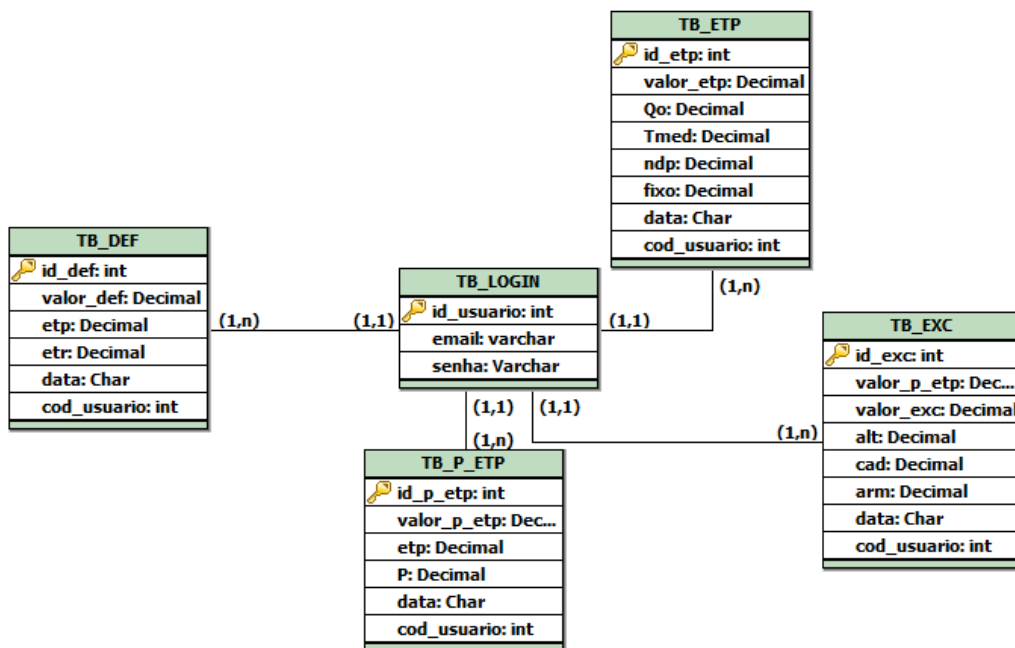 TB_ETP
id_etp: int
valor_etp: Decimal
Qo: Decimal
Tmed: Decimal
ndp: Decimal
fixo: Decimal
data: Char
cod_usuario: int
TB_DEF
id_def: int
valor_def: Decimal
etp: Decimal
etr: Decimal
data: Char
cod_usuario: int
(1,n)
(1,1)
TB_LOGIN
id_usuario: int
email: varchar
senha: Varchar
(1,1)
(1,n)
(1,1)
(1,1)
(1,n)
(1,n)
TB_EXC
id_exc: int
valor_p_etp: Dec...
valor_exc: Decimal
alt: Decimal
cad: Decimal
arm: Decimal
data: Char
cod_usuario: int
TB_P_ETP
id_p_etp: int
valor_p_etp: Dec...
etp: Decimal
P: Decimal
data: Char
cod_usuario: int